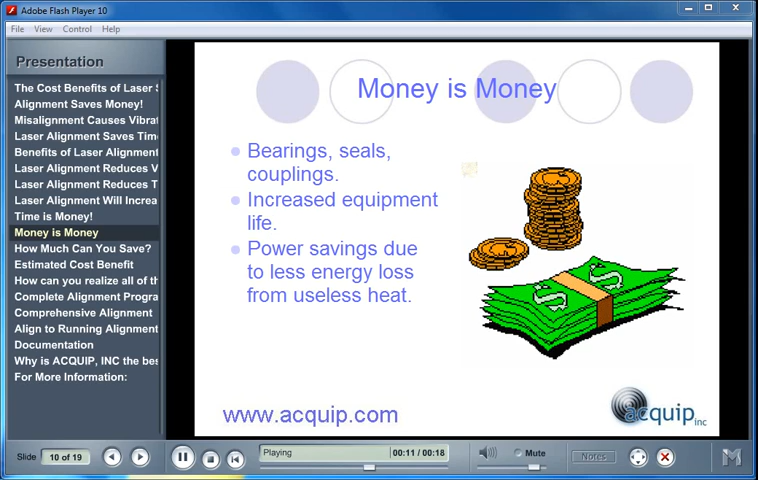 Adobe Flash Player 10
File View Control Help
Presentation
The Cost Benefits of Laser
Alignment Saves Money!
Misalignment Causes Vibrat
Laser Alignment Saves Time
Benefits of Laser Alignment
Laser Alignment Reduces V
Laser Alignment Reduces T
Laser Alignment Will Increa
Time is Money!
Money is Money
How Much Can You Save?
Estimated Cost Benefit
How can you realize all of th
Complete Alignment Progra
Comprehensive Alignment
Align to Running Alignment
Documentation
Why is ACQUIP, INC the bes
For More Information:
Money is Money
Bearings, seals,
couplings.
Increased equipment
life.
Power savings due
to less energy loss
from useless heat.
$ $
www.acquip.com
acquip inc
Slide 10 of 19
Playing 00:11 / 00:18
Mute
Notes